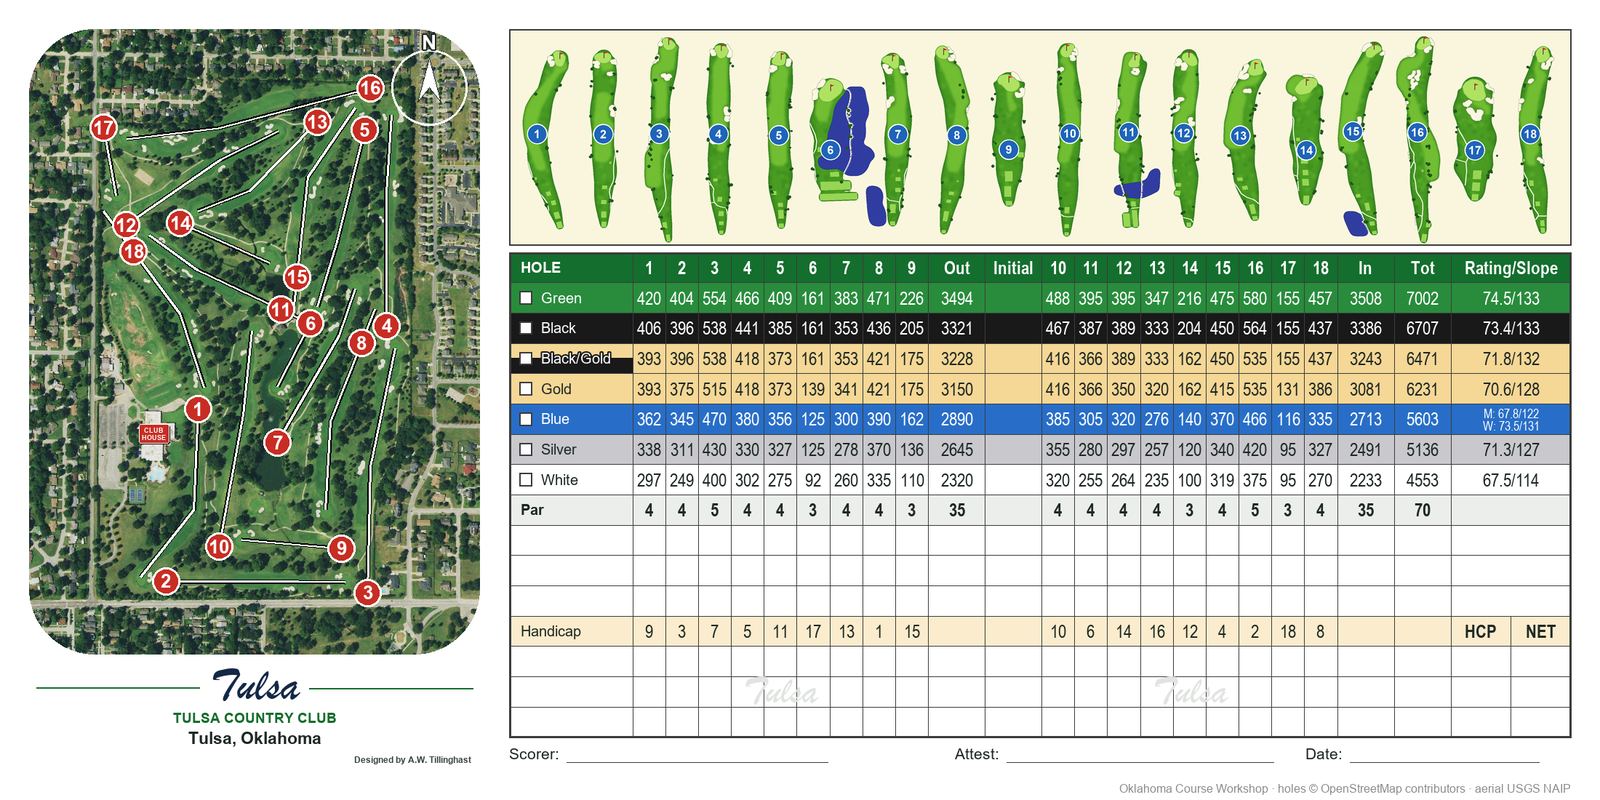 N
16
17
13
5
12
14
18
15
11
6
4
8
1
CLUB
HOUSE
7
10
9
2
3
Tulsa
TULSA COUNTRY CLUB
Tulsa, Oklahoma
Designed by A.W. Tillinghast
1 2 3 4 5 6 7 8 9 10 11 12 13 14 15 16 17 18
HOLE 1 2 3 4 5 6 7 8 9 Out Initial 10 11 12 13 14 15 16 17 18 In Tot Rating/Slope
Green 420 404 554 466 409 161 383 471 226 3494 488 395 395 347 216 475 580 155 457 3508 7002 74.5/133
Black 406 396 538 441 385 161 353 436 205 3321 467 387 389 333 204 450 564 155 437 3386 6707 73.4/133
Black/Gold 393 396 538 418 373 161 353 421 175 3228 416 366 389 333 162 450 535 155 437 3243 6471 71.8/132
Gold 393 375 515 418 373 139 341 421 175 3150 416 366 350 320 162 415 535 131 386 3081 6231 70.6/128
Blue 362 345 470 380 356 125 300 390 162 2890 385 305 320 276 140 370 466 116 335 2713 5603 M: 67.8/122
W: 73.5/131
Silver 338 311 430 330 327 125 278 370 136 2645 355 280 297 257 120 340 420 95 327 2491 5136 71.3/127
White 297 249 400 302 275 92 260 335 110 2320 320 255 264 235 100 319 375 95 270 2233 4553 67.5/114
Par 4 4 5 4 4 3 4 4 3 35 4 4 4 4 3 4 5 3 4 35 70
Handicap 9 3 7 5 11 17 13 1 15 10 6 14 16 12 4 2 18 8 HCP NET
Tulsa Tulsa
Scorer: Attest: Date:
Oklahoma Course Workshop · holes © OpenStreetMap contributors · aerial USGS NAIP